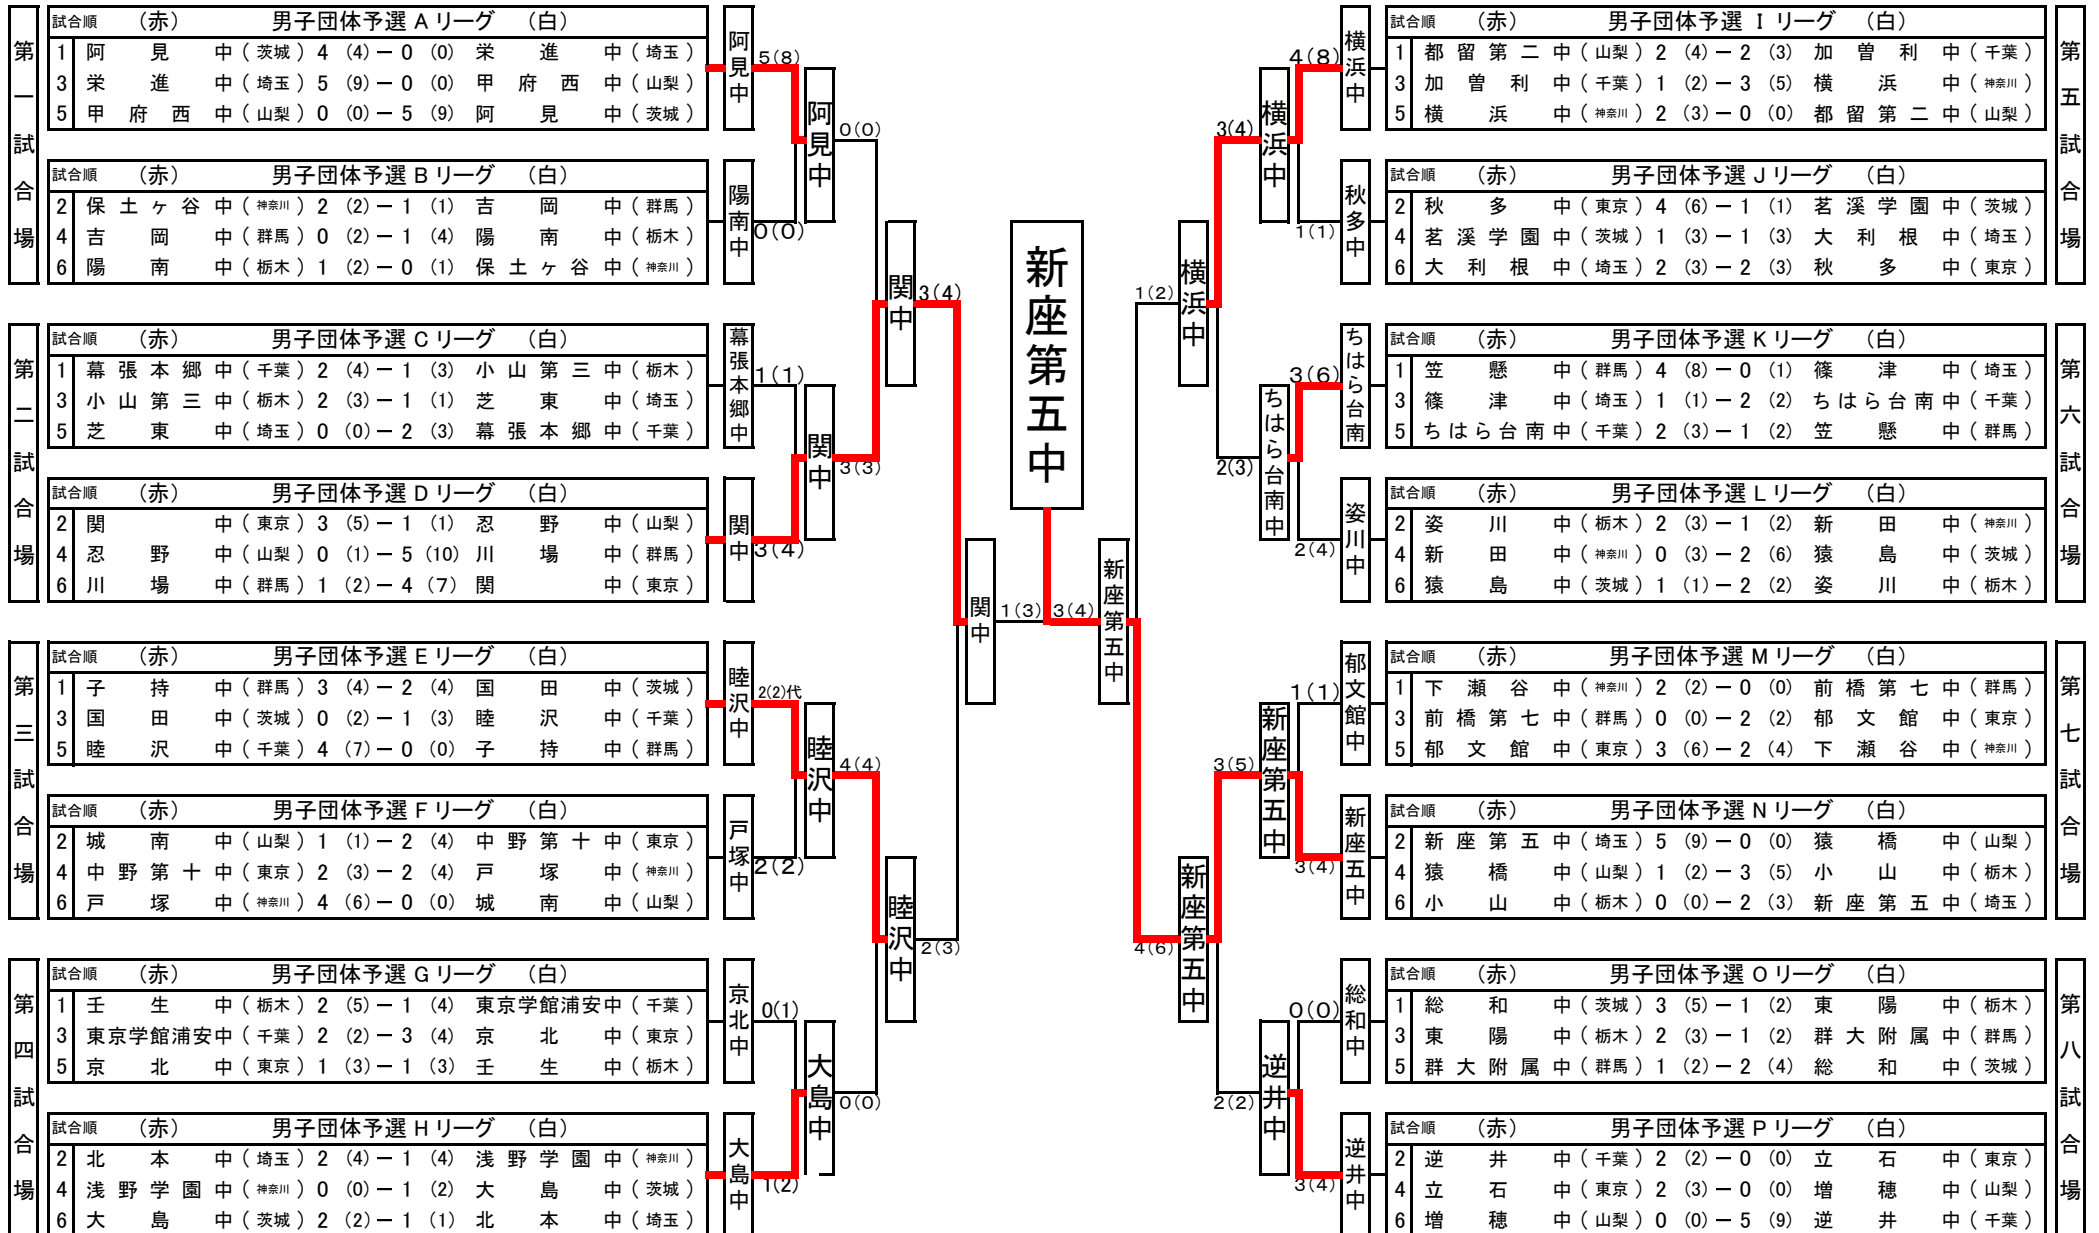 第一試合場
試合順 (赤) 男子団体予選 A リーグ (白)
1 阿見中(茨城) 4 (4) ー 0 (0) 栄進中(埼玉)
3 栄進中(埼玉) 5 (9) ー 0 (0) 甲府西中(山梨)
5 甲府西中(山梨) 0 (0) ー 5 (9) 阿見中(茨城)
試合順 (赤) 男子団体予選 B リーグ (白)
2 保土ヶ谷中(神奈川) 2 (2) ー 1 (1) 吉岡中(群馬)
4 吉岡中(群馬) 0 (2) ー 1 (4) 陽南中(栃木)
6 陽南中(栃木) 1 (2) ー 0 (1) 保土ヶ谷中(神奈川)
第二試合場
試合順 (赤) 男子団体予選 C リーグ (白)
1 幕張本郷中(千葉) 2 (4) ー 1 (3) 小山第三中(栃木)
3 小山第三中(栃木) 2 (3) ー 1 (1) 芝東中(埼玉)
5 芝東中(埼玉) 0 (0) ー 2 (3) 幕張本郷中(千葉)
試合順 (赤) 男子団体予選 D リーグ (白)
2 関中(東京) 3 (5) ー 1 (1) 忍野中(山梨)
4 忍野中(山梨) 0 (1) ー 5 (10) 川場中(群馬)
6 川場中(群馬) 1 (2) ー 4 (7) 関中(東京)
第三試合場
試合順 (赤) 男子団体予選 E リーグ (白)
1 子持中(群馬) 3 (4) ー 2 (4) 国田中(茨城)
3 国田中(茨城) 0 (2) ー 1 (3) 睦沢中(千葉)
5 睦沢中(千葉) 4 (7) ー 0 (0) 子持中(群馬)
試合順 (赤) 男子団体予選 F リーグ (白)
2 城南中(山梨) 1 (1) ー 2 (4) 中野第十中(東京)
4 中野第十中(東京) 2 (3) ー 2 (4) 戸塚中(神奈川)
6 戸塚中(神奈川) 4 (6) ー 0 (0) 城南中(山梨)
第四試合場
試合順 (赤) 男子団体予選 G リーグ (白)
1 壬生中(栃木) 2 (5) ー 1 (4) 東京学館浦安中(千葉)
3 東京学館浦安中(千葉) 2 (2) ー 3 (4) 京北中(東京)
5 京北中(東京) 1 (3) ー 1 (3) 壬生中(栃木)
試合順 (赤) 男子団体予選 H リーグ (白)
2 北本中(埼玉) 2 (4) ー 1 (4) 浅野学園中(神奈川)
4 浅野学園中(神奈川) 0 (0) ー 1 (2) 大島中(茨城)
6 大島中(茨城) 2 (2) ー 1 (1) 北本中(埼玉)
阿見中
5(8)
陽南中
0(0)
幕張本郷中
1(1)
関中
3(4)
睦沢中
2(2)代
戸塚中
2(2)
京北中
0(1)
大島中
1(2)
阿見中
0(0)
関中
3(3)
睦沢中
4(4)
大島中
0(0)
関中
3(4)
睦沢中
2(3)
関中
1(3)
新座第五中
3(4)
新座第五中
横浜中
1(2)
新座第五中
4(6)
横浜中
3(4)
ちはら台南中
2(3)
新座第五中
3(5)
逆井中
2(2)
横浜中
4(8)
秋多中
1(1)
ちはら台南
3(6)
姿川中
2(4)
郁文館中
1(1)
新座五中
3(4)
総和中
0(0)
逆井中
3(4)
第五試合場
試合順 (赤) 男子団体予選 I リーグ (白)
1 都留第二中(山梨) 2 (4) ー 2 (3) 加曽利中(千葉)
3 加曽利中(千葉) 1 (2) ー 3 (5) 横浜中(神奈川)
5 横浜中(神奈川) 2 (3) ー 0 (0) 都留第二中(山梨)
試合順 (赤) 男子団体予選 J リーグ (白)
2 秋多中(東京) 4 (6) ー 1 (1) 茗溪学園中(茨城)
4 茗溪学園中(茨城) 1 (3) ー 1 (3) 大利根中(埼玉)
6 大利根中(埼玉) 2 (3) ー 2 (3) 秋多中(東京)
第六試合場
試合順 (赤) 男子団体予選 K リーグ (白)
1 笠懸中(群馬) 4 (8) ー 0 (1) 篠津中(埼玉)
3 篠津中(埼玉) 1 (1) ー 2 (2) ちはら台南中(千葉)
5 ちはら台南中(千葉) 2 (3) ー 1 (2) 笠懸中(群馬)
試合順 (赤) 男子団体予選 L リーグ (白)
2 姿川中(栃木) 2 (3) ー 1 (2) 新田中(神奈川)
4 新田中(神奈川) 0 (3) ー 2 (6) 猿島中(茨城)
6 猿島中(茨城) 1 (1) ー 2 (2) 姿川中(栃木)
第七試合場
試合順 (赤) 男子団体予選 M リーグ (白)
1 下瀬谷中(神奈川) 2 (2) ー 0 (0) 前橋第七中(群馬)
3 前橋第七中(群馬) 0 (0) ー 2 (2) 郁文館中(東京)
5 郁文館中(東京) 3 (6) ー 2 (4) 下瀬谷中(神奈川)
試合順 (赤) 男子団体予選 N リーグ (白)
2 新座第五中(埼玉) 5 (9) ー 0 (0) 猿橋中(山梨)
4 猿橋中(山梨) 1 (2) ー 3 (5) 小山中(栃木)
6 小山中(栃木) 0 (0) ー 2 (3) 新座第五中(埼玉)
第八試合場
試合順 (赤) 男子団体予選 O リーグ (白)
1 総和中(茨城) 3 (5) ー 1 (2) 東陽中(栃木)
3 東陽中(栃木) 2 (3) ー 1 (2) 群大附属中(群馬)
5 群大附属中(群馬) 1 (2) ー 2 (4) 総和中(茨城)
試合順 (赤) 男子団体予選 P リーグ (白)
2 逆井中(千葉) 2 (2) ー 0 (0) 立石中(東京)
4 立石中(東京) 2 (3) ー 0 (0) 増穂中(山梨)
6 増穂中(山梨) 0 (0) ー 5 (9) 逆井中(千葉)